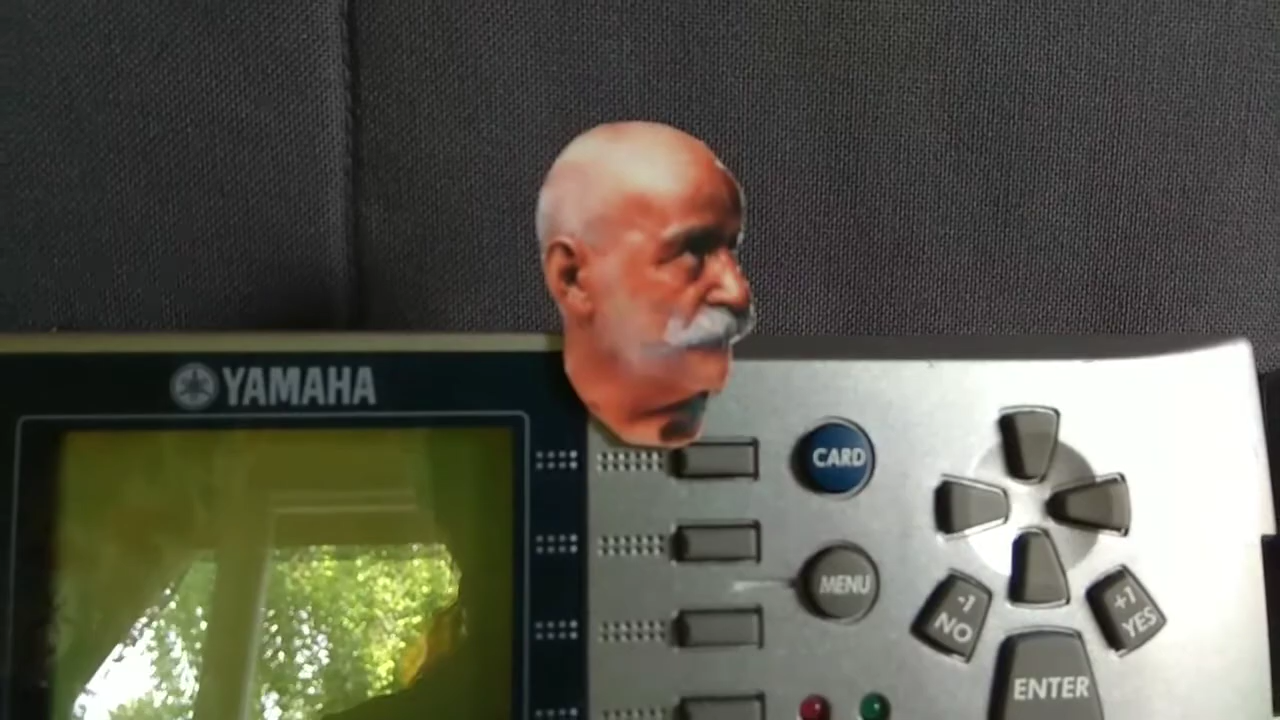 YAMAHA
CARD
MENU
-1
NO
+1
YES
ENTER